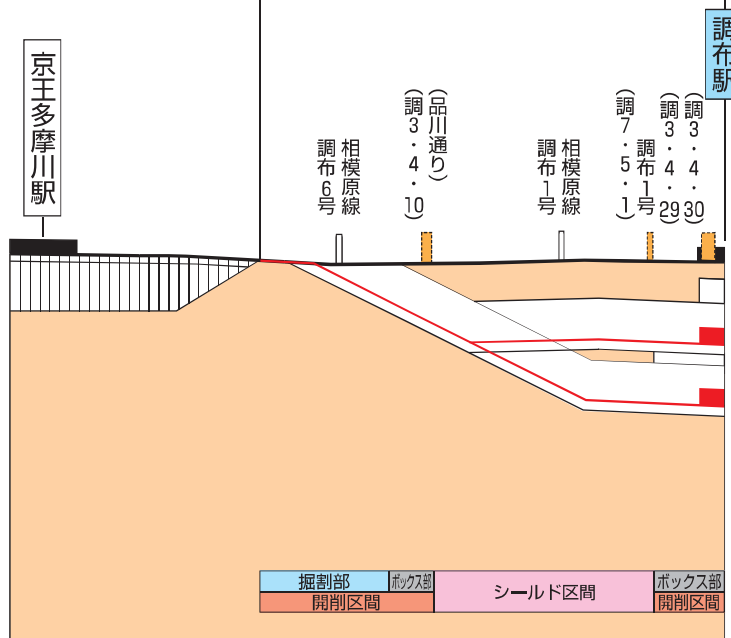 京王多摩川駅
相模原線
調布6号
(品川通り)
(調3・4・10)
相模原線
調布1号
調布1号
(調7・5・1)
(調3・4・30)
(調3・4・29)
調布駅
掘割部
ボックス部
シールド区間
ボックス部
開削区間
開削区間